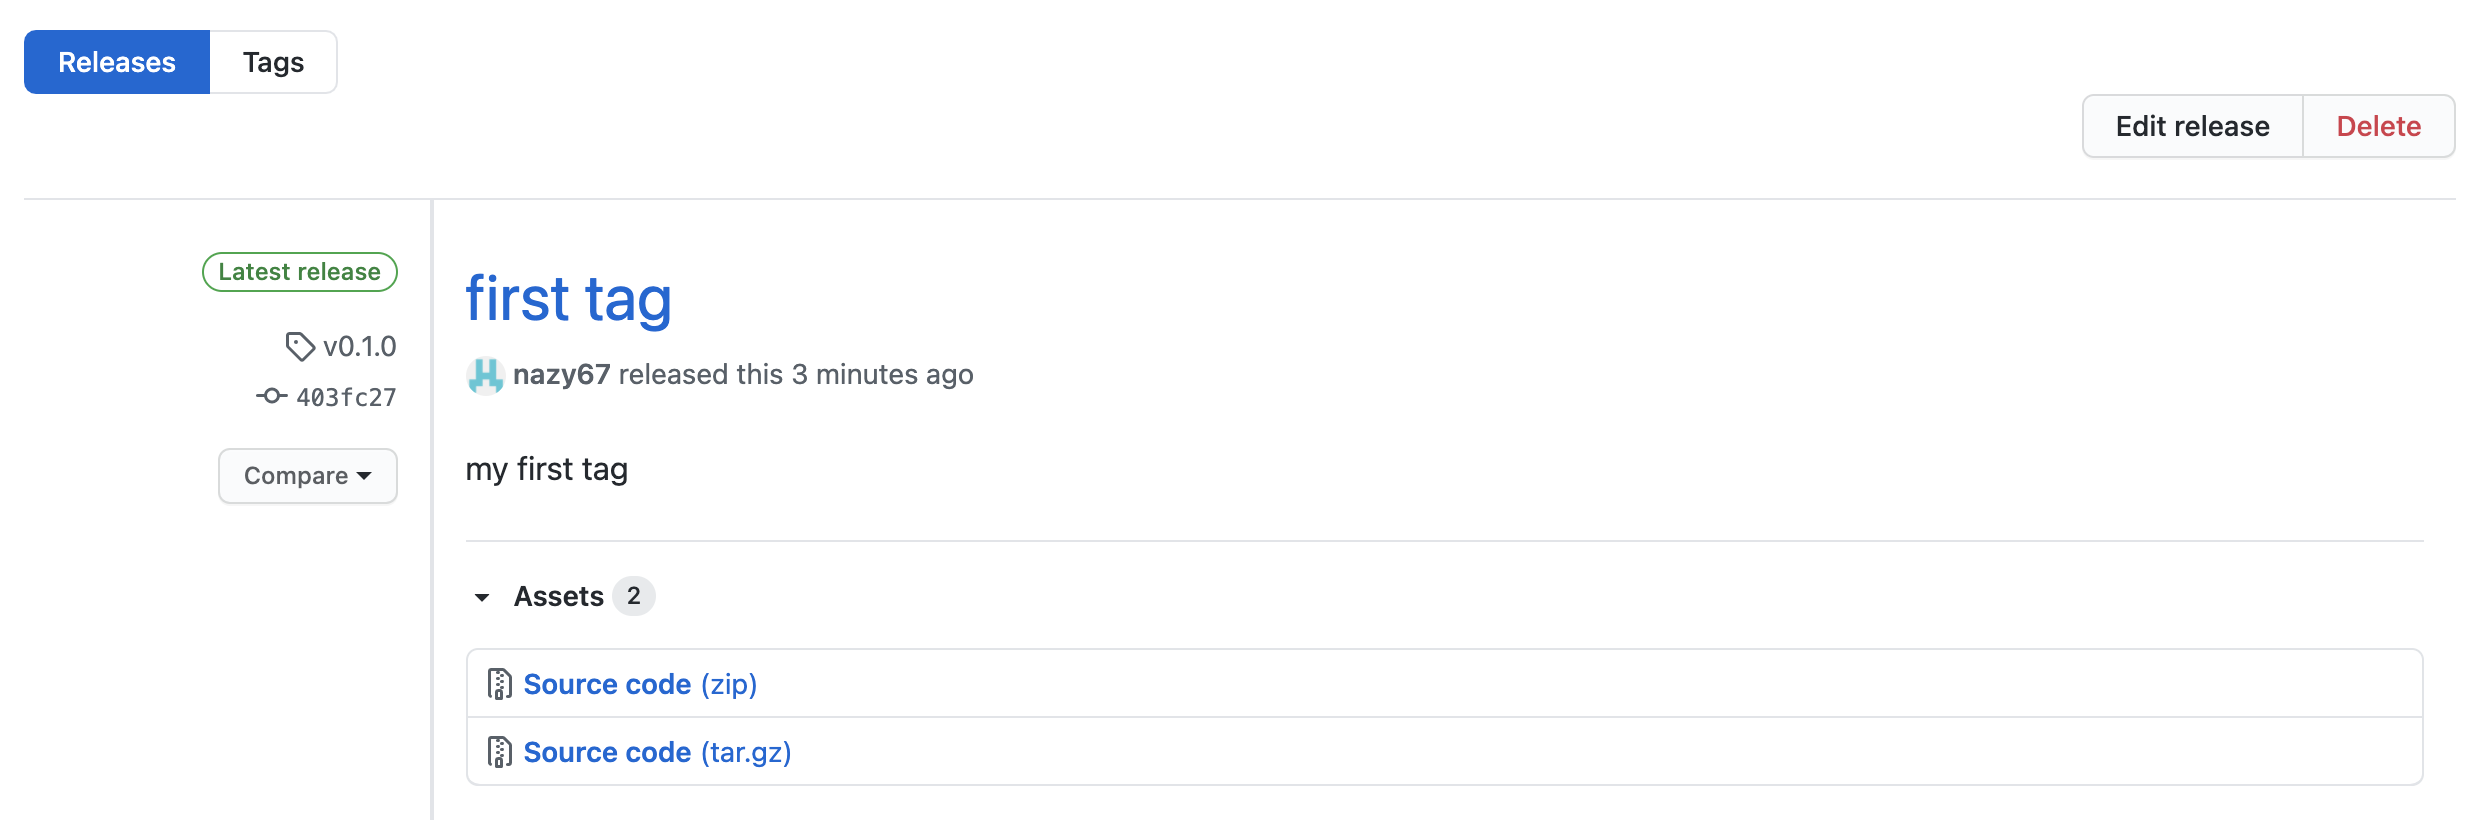 Releases Tags
Edit release Delete
Latest release
v0.1.0
403fc27
Compare
first tag
nazy67 released this 3 minutes ago
my first tag
Assets 2
Source code (zip)
Source code (tar.gz)